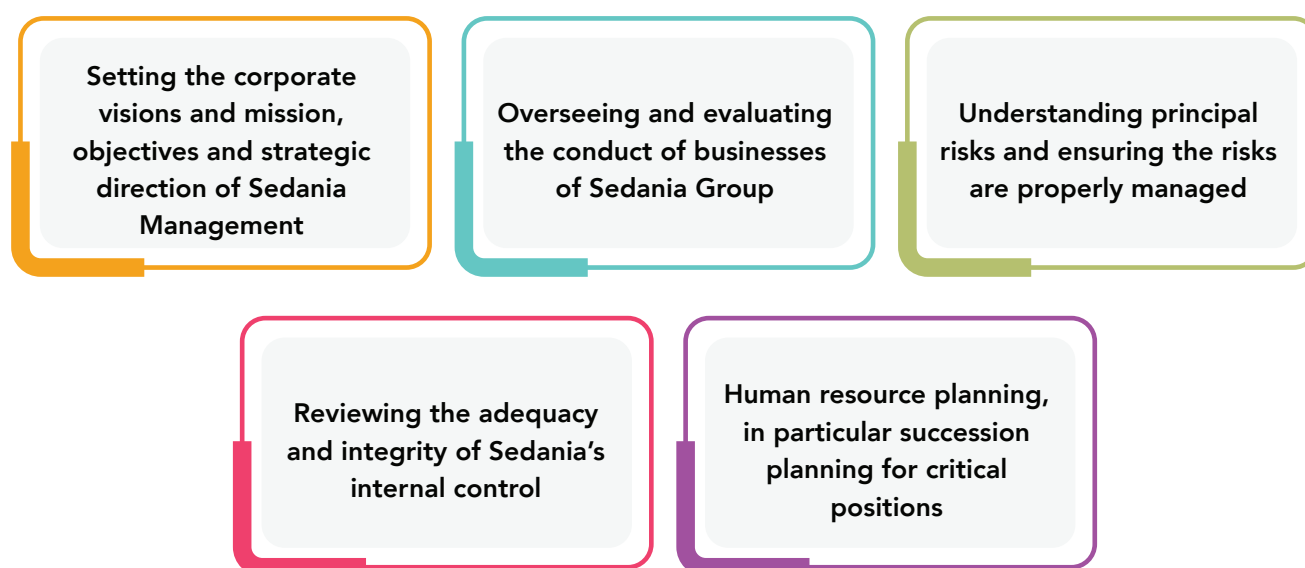 Setting the corporate
visions and mission,
objectives and strategic
direction of Sedania
Management
Overseeing and evaluating
the conduct of businesses
of Sedania Group
Understanding principal
risks and ensuring the risks
are properly managed
Reviewing the adequacy
and integrity of Sedania’s
internal control
Human resource planning,
in particular succession
planning for critical
positions